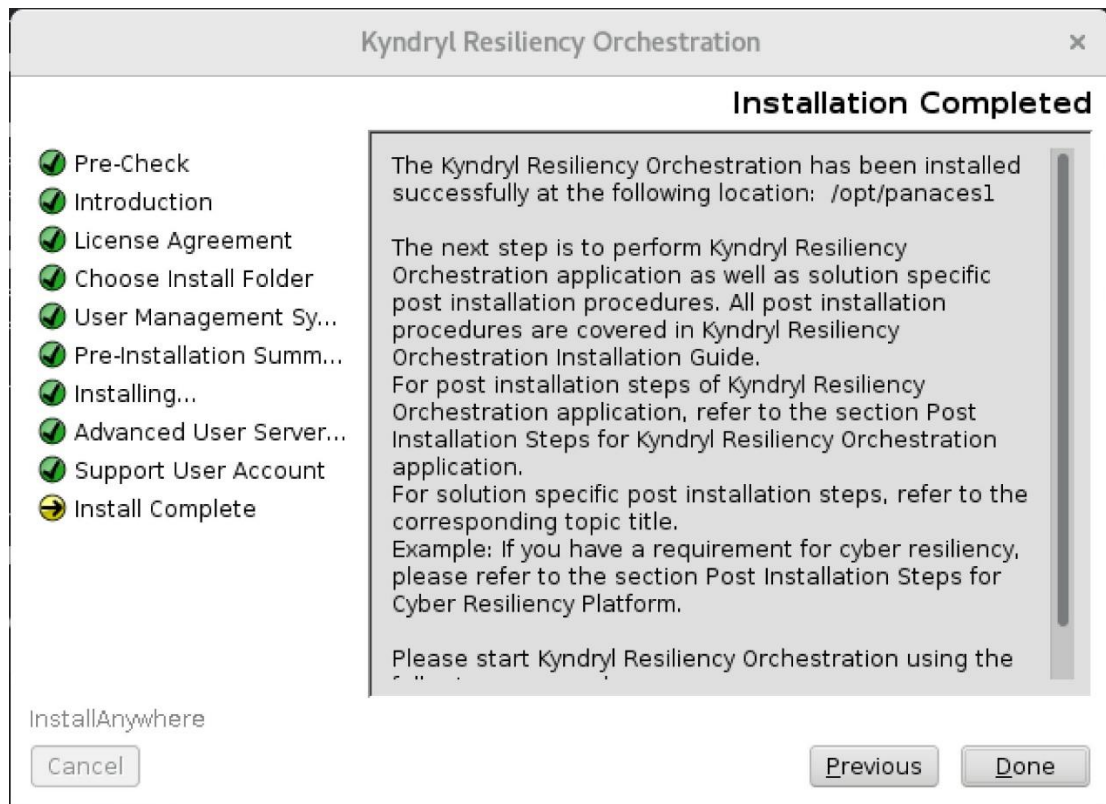 Kyndryl Resiliency Orchestration
×
Installation Completed
Pre-Check
Introduction
License Agreement
Choose Install Folder
User Management Sy...
Pre-Installation Summ...
Installing...
Advanced User Server...
Support User Account
Install Complete
The Kyndryl Resiliency Orchestration has been installed
successfully at the following location: /opt/panaces1
The next step is to perform Kyndryl Resiliency
Orchestration application as well as solution specific
post installation procedures. All post installation
procedures are covered in Kyndryl Resiliency
Orchestration Installation Guide.
For post installation steps of Kyndryl Resiliency
Orchestration application, refer to the section Post
Installation Steps for Kyndryl Resiliency Orchestration
application.
For solution specific post installation steps, refer to the
corresponding topic title.
Example: If you have a requirement for cyber resiliency,
please refer to the section Post Installation Steps for
Cyber Resiliency Platform.
Please start Kyndryl Resiliency Orchestration using the
InstallAnywhere
Cancel
Previous
Done